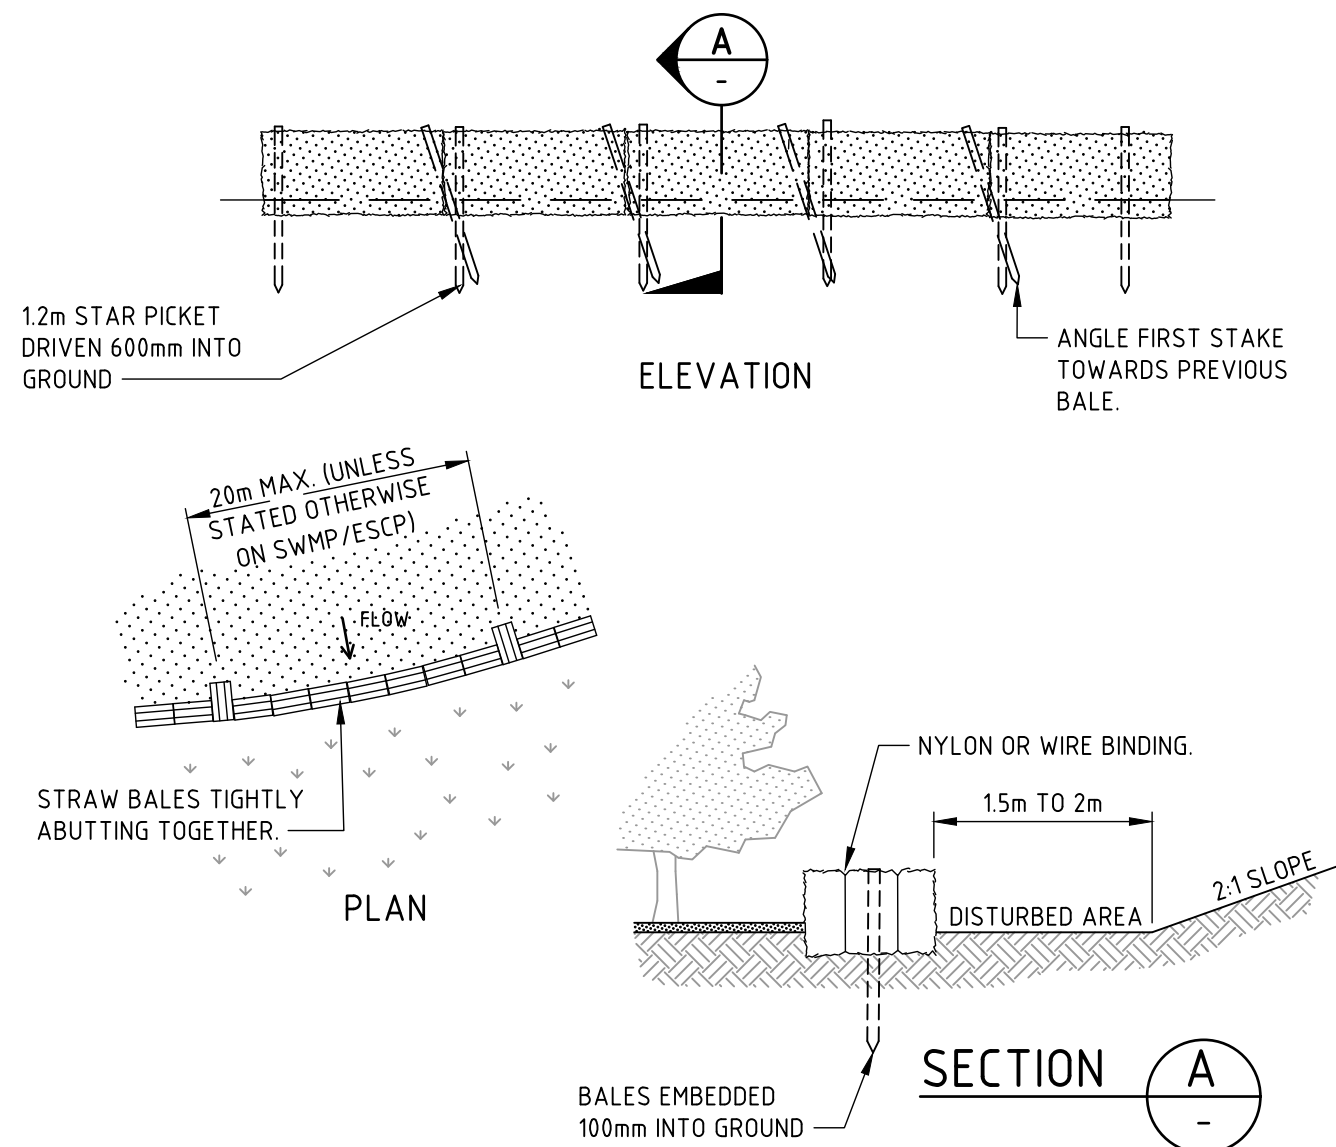 A
-
1.2m STAR PICKET
DRIVEN 600mm INTO
GROUND
ELEVATION
ANGLE FIRST STAKE
TOWARDS PREVIOUS
BALE.
20m MAX. (UNLESS
STATED OTHERWISE
ON SWMP/ESCP)
FLOW
STRAW BALES TIGHTLY
ABUTTING TOGETHER.
PLAN
NYLON OR WIRE BINDING.
1.5m TO 2m
DISTURBED AREA
2:1 SLOPE
BALES EMBEDDED
100mm INTO GROUND
SECTION
A
-